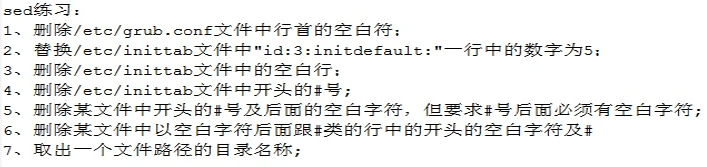 sed练习：
1、删除/etc/grub.conf文件中行首的空白符；
2、替换/etc/inittab文件中"id:3:initdefault:"一行中的数字为5；
3、删除/etc/inittab文件中的空白行；
4、删除/etc/inittab文件中开头的#号；
5、删除某文件中开头的#号及后面的空白字符，但要求#号后面必须有空白字符；
6、删除某文件中以空白字符后面跟#类的行中的开头的空白字符及#
7、取出一个文件路径的目录名称；